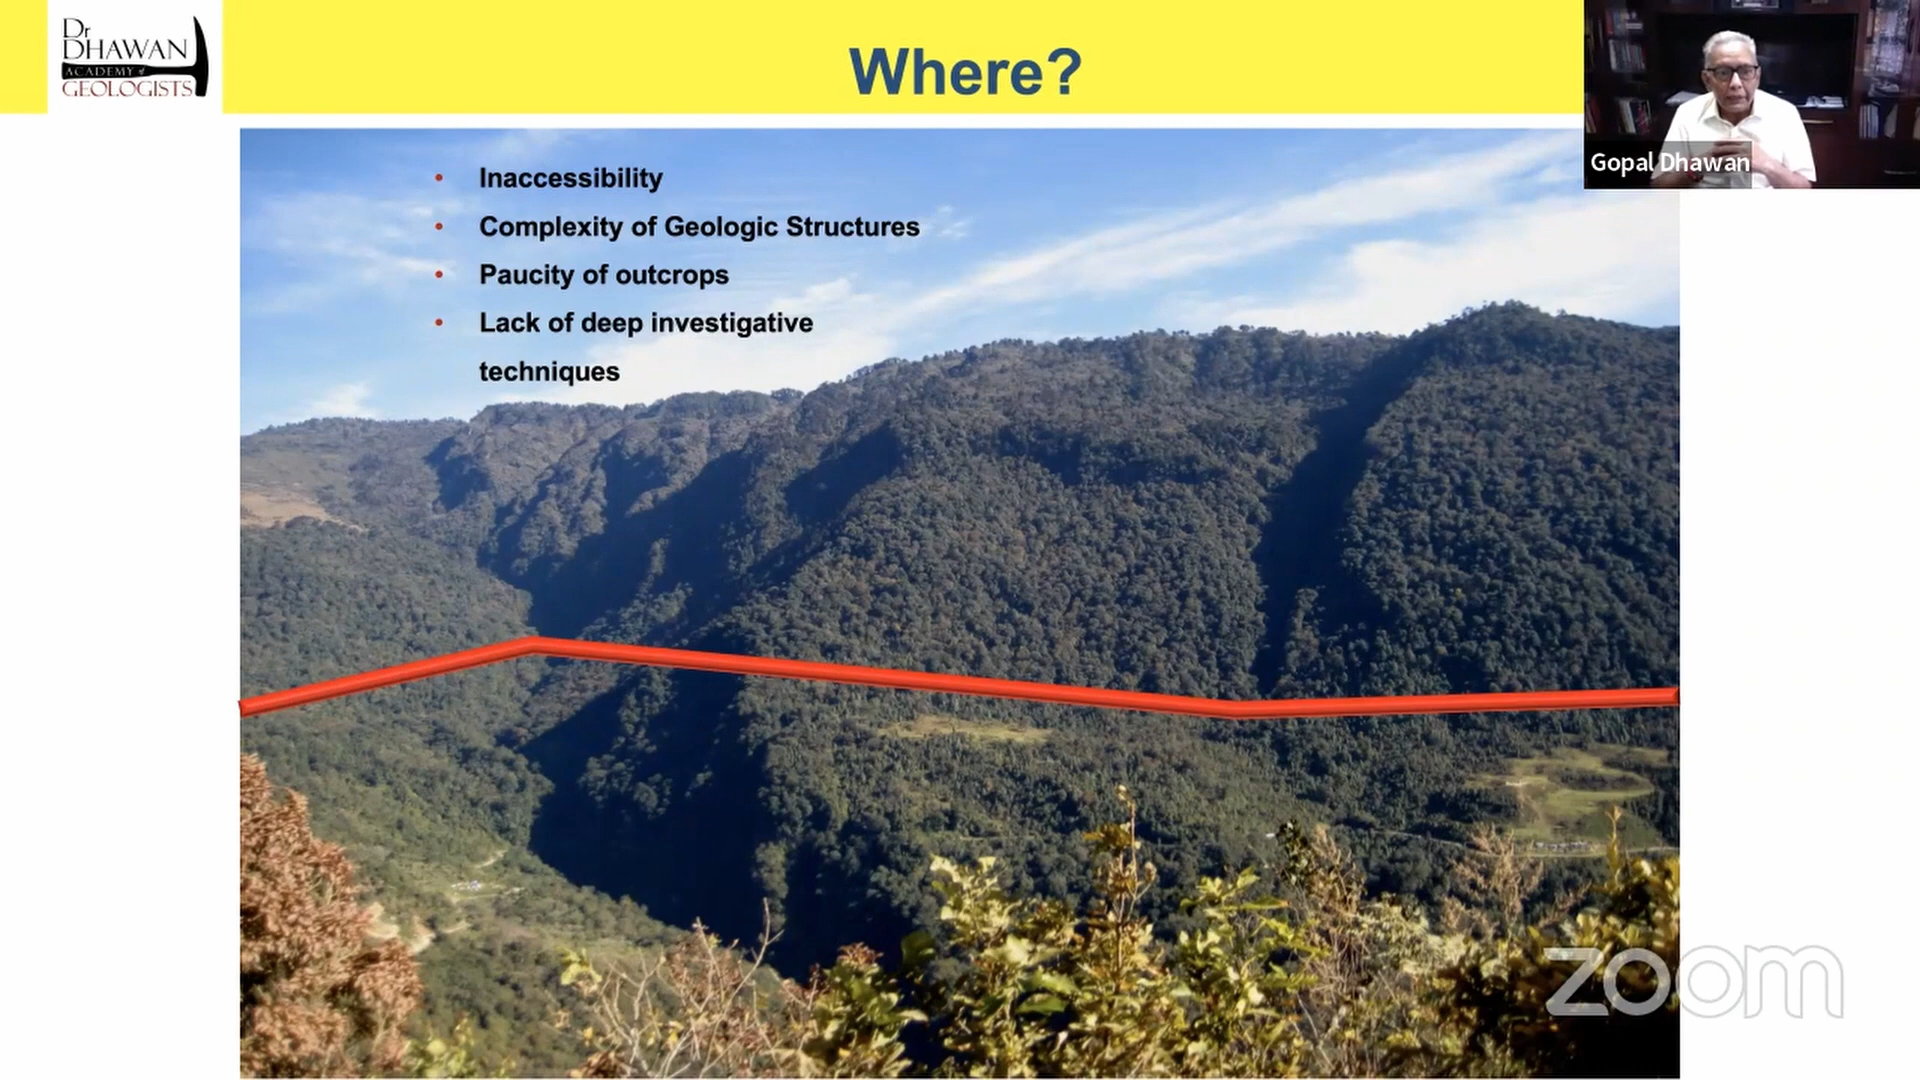 Dr
DHAWAN
ACADEMY of
GEOLOGISTS
Where?
Gopal Dhawan
• Inaccessibility
• Complexity of Geologic Structures
• Paucity of outcrops
• Lack of deep investigative
techniques
zoom